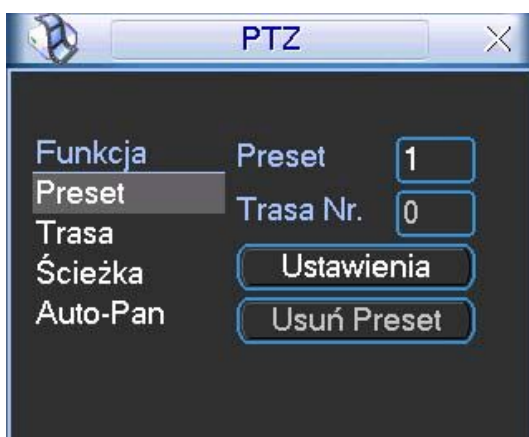 PTZ
Funkcja
Preset
Trasa
Ścieżka
Auto-Pan
Preset 1
Trasa Nr. 0
Ustawienia
Usuń Preset